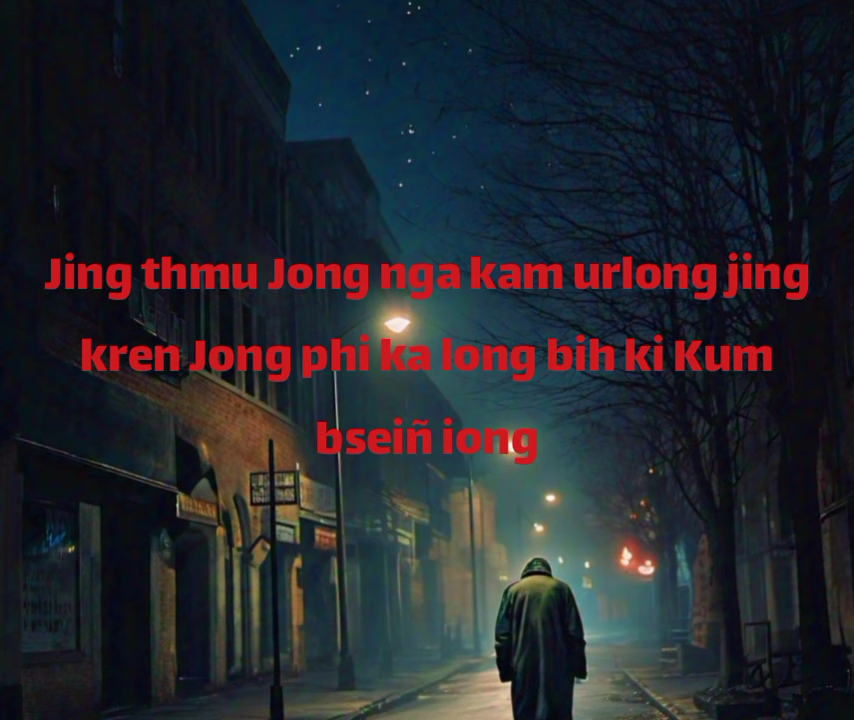 Jing thmu Jong nga kam urlong jing
kren Jong phi ka long bih ki Kum
bseiñ iong